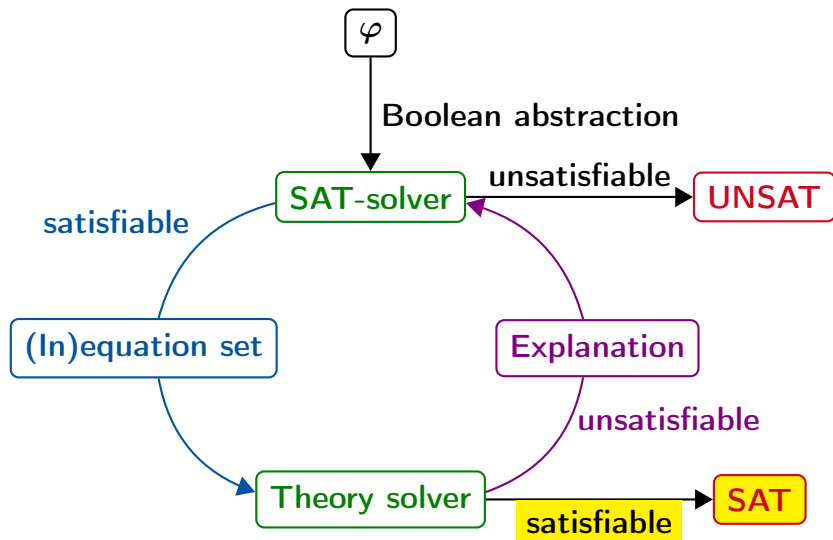 φ
Boolean abstraction
SAT-solver
unsatisfiable
UNSAT
satisfiable
(In)equation set
Explanation
unsatisfiable
Theory solver
satisfiable
SAT